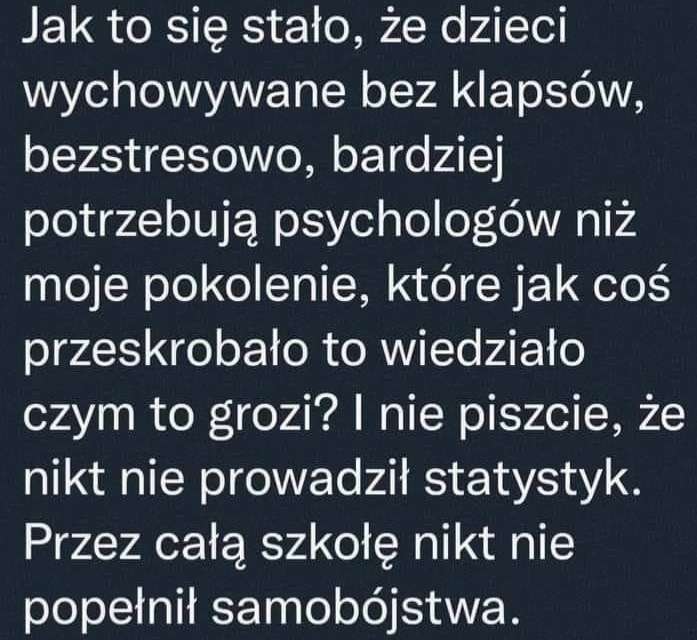 Jak to się stało, że dzieci
wychowywane bez klapsów,
bezstresowo, bardziej
potrzebują psychologów niż
moje pokolenie, które jak coś
przeskrobało to wiedziało
czym to grozi? I nie piszcie, że
nikt nie prowadził statystyk.
Przez całą szkołę nikt nie
popełnił samobójstwa.